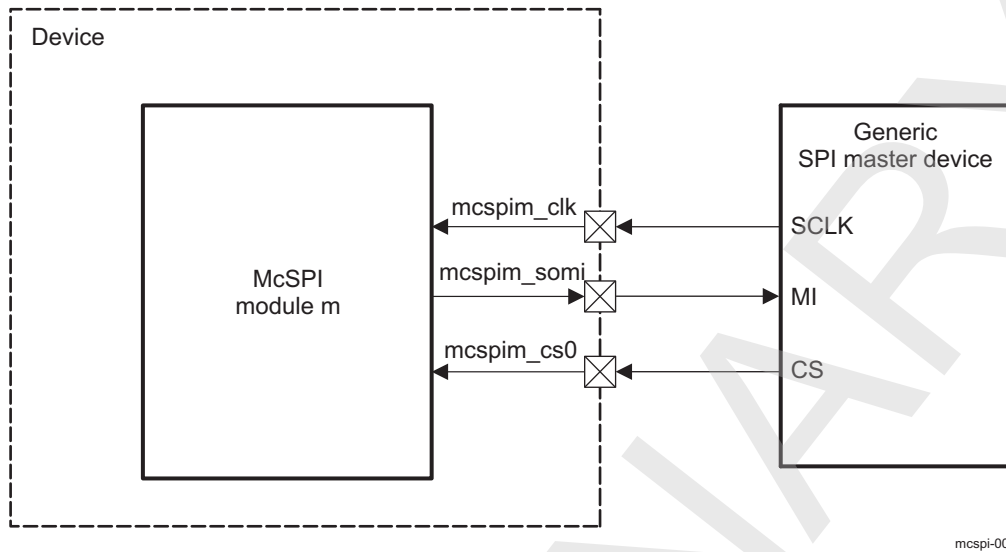 Device
Generic
SPI master device
mcspim_clk
SCLK
McSPI
module m
mcspim_somi
MI
mcspim_cs0
CS